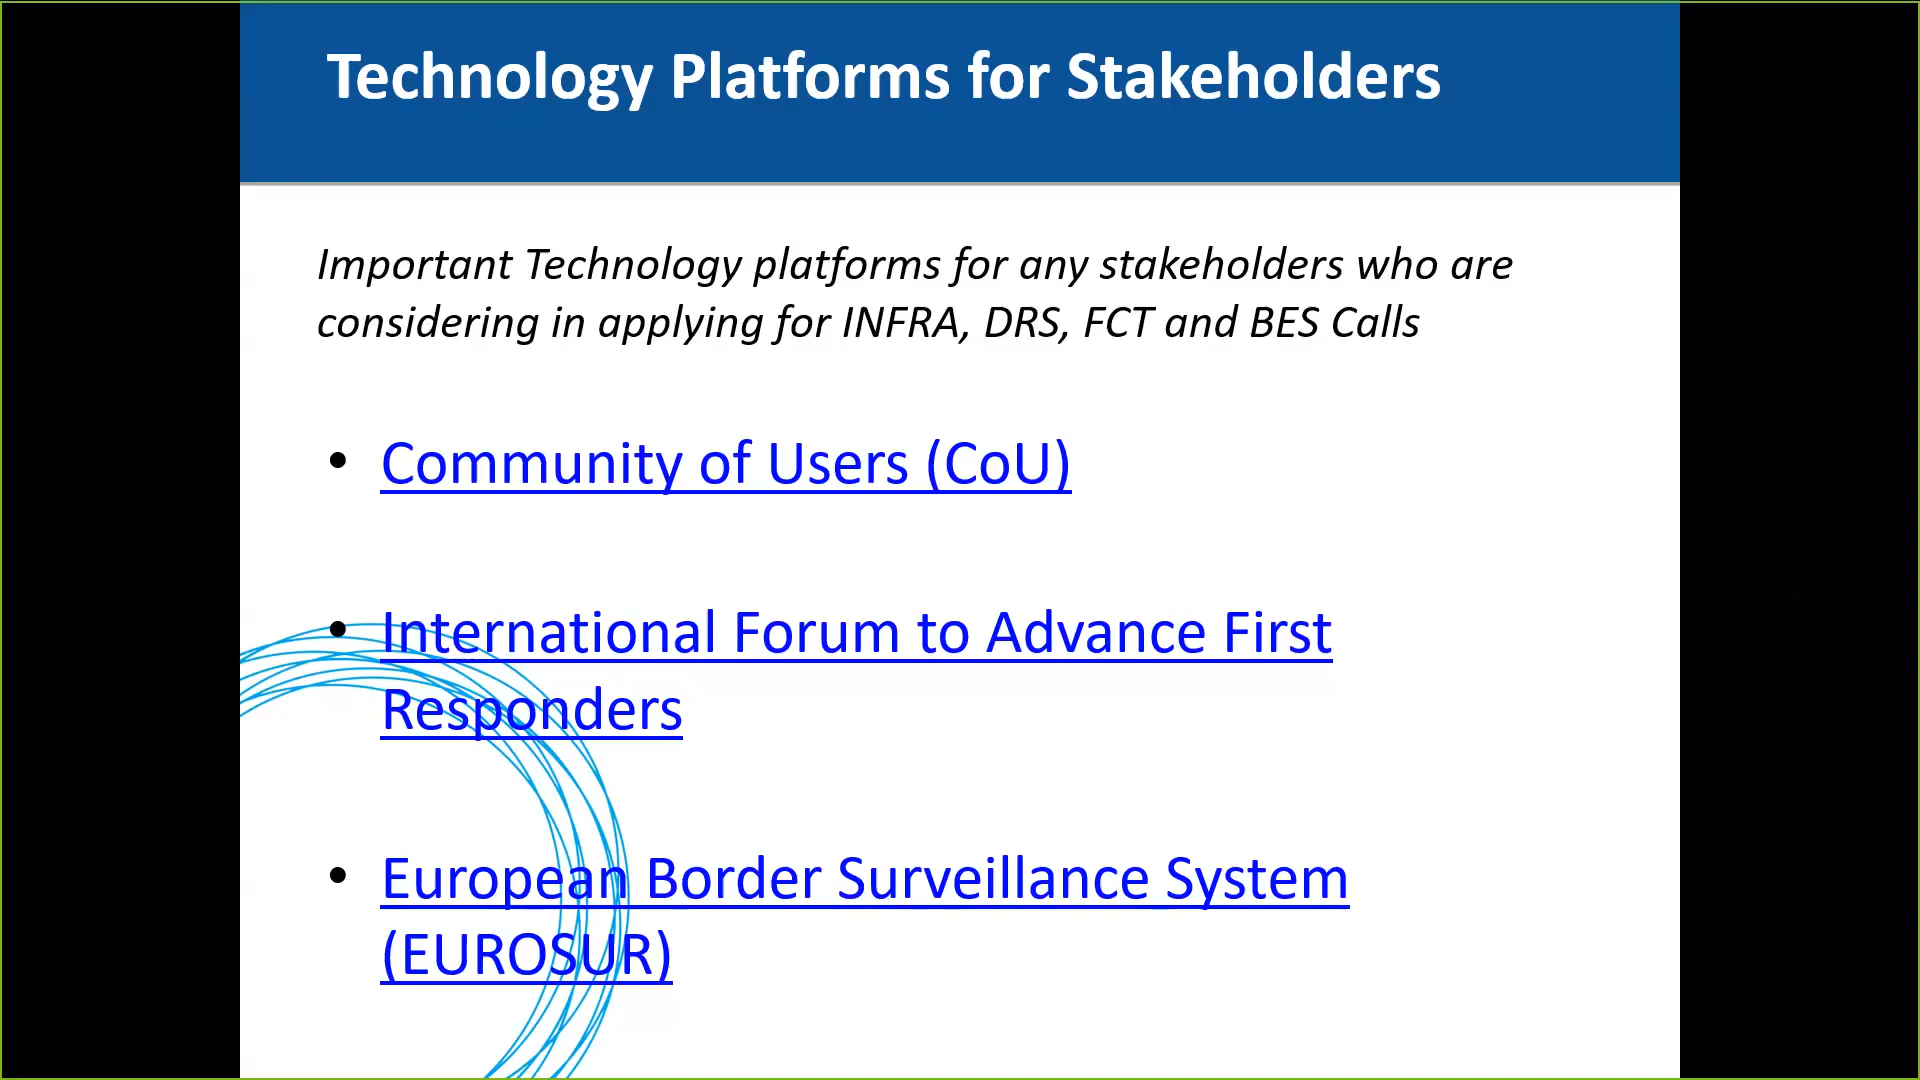 Technology Platforms for Stakeholders
Important Technology platforms for any stakeholders who are
considering in applying for INFRA, DRS, FCT and BES Calls
• Community of Users (CoU)
• International Forum to Advance First
Responders
• European Border Surveillance System
(EUROSUR)